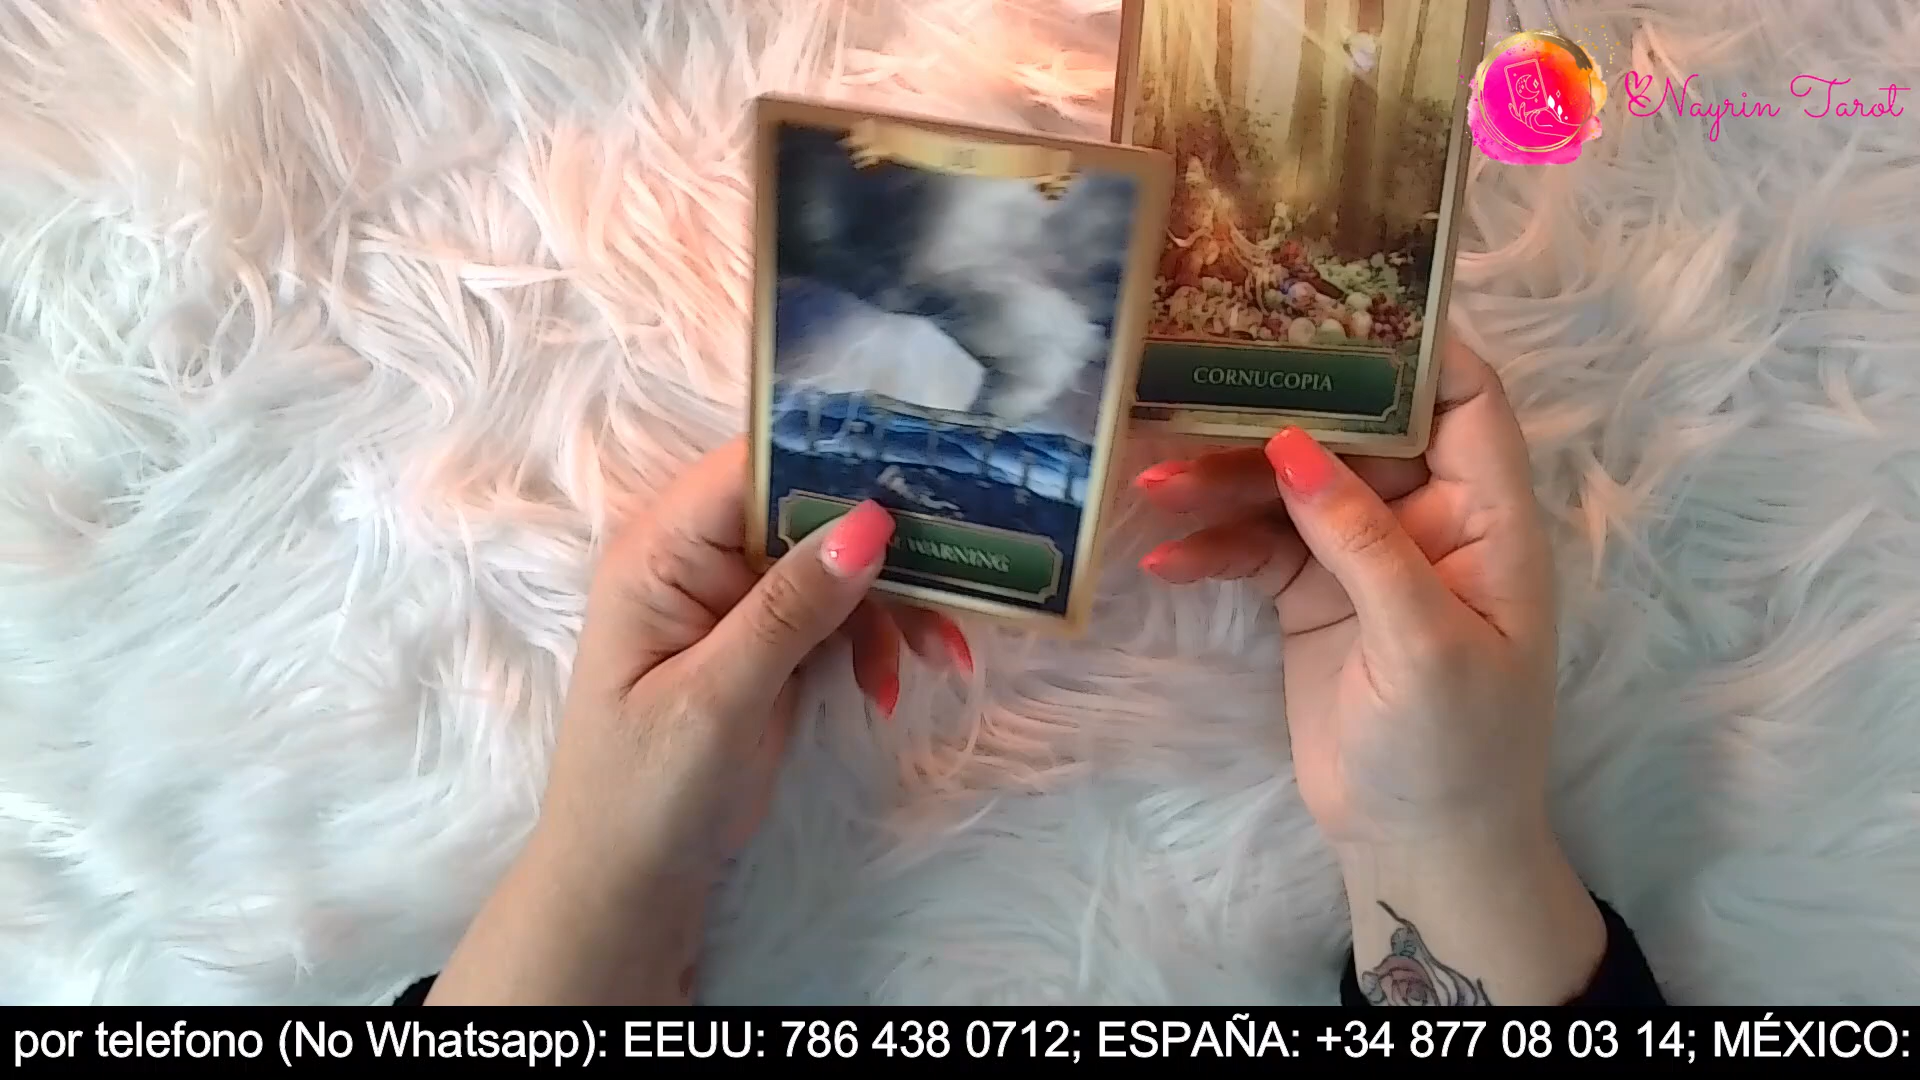 Nayrin Tarot
CORNUCOPIA
WARNING
por telefono (No Whatsapp): EEUU: 786 438 0712; ESPAÑA: +34 877 08 03 14; MÉXICO: